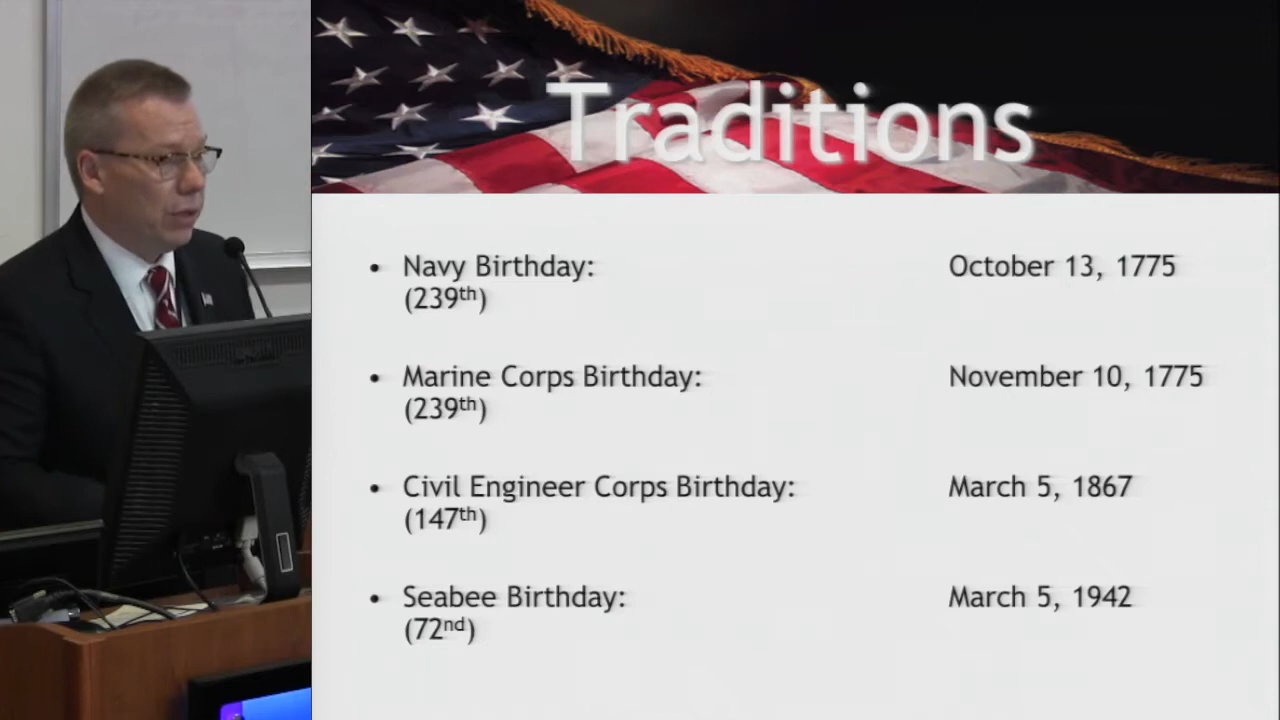 Traditions
• Navy Birthday: October 13, 1775
(239th)
• Marine Corps Birthday: November 10, 1775
(239th)
• Civil Engineer Corps Birthday: March 5, 1867
(147th)
• Seabee Birthday: March 5, 1942
(72nd)